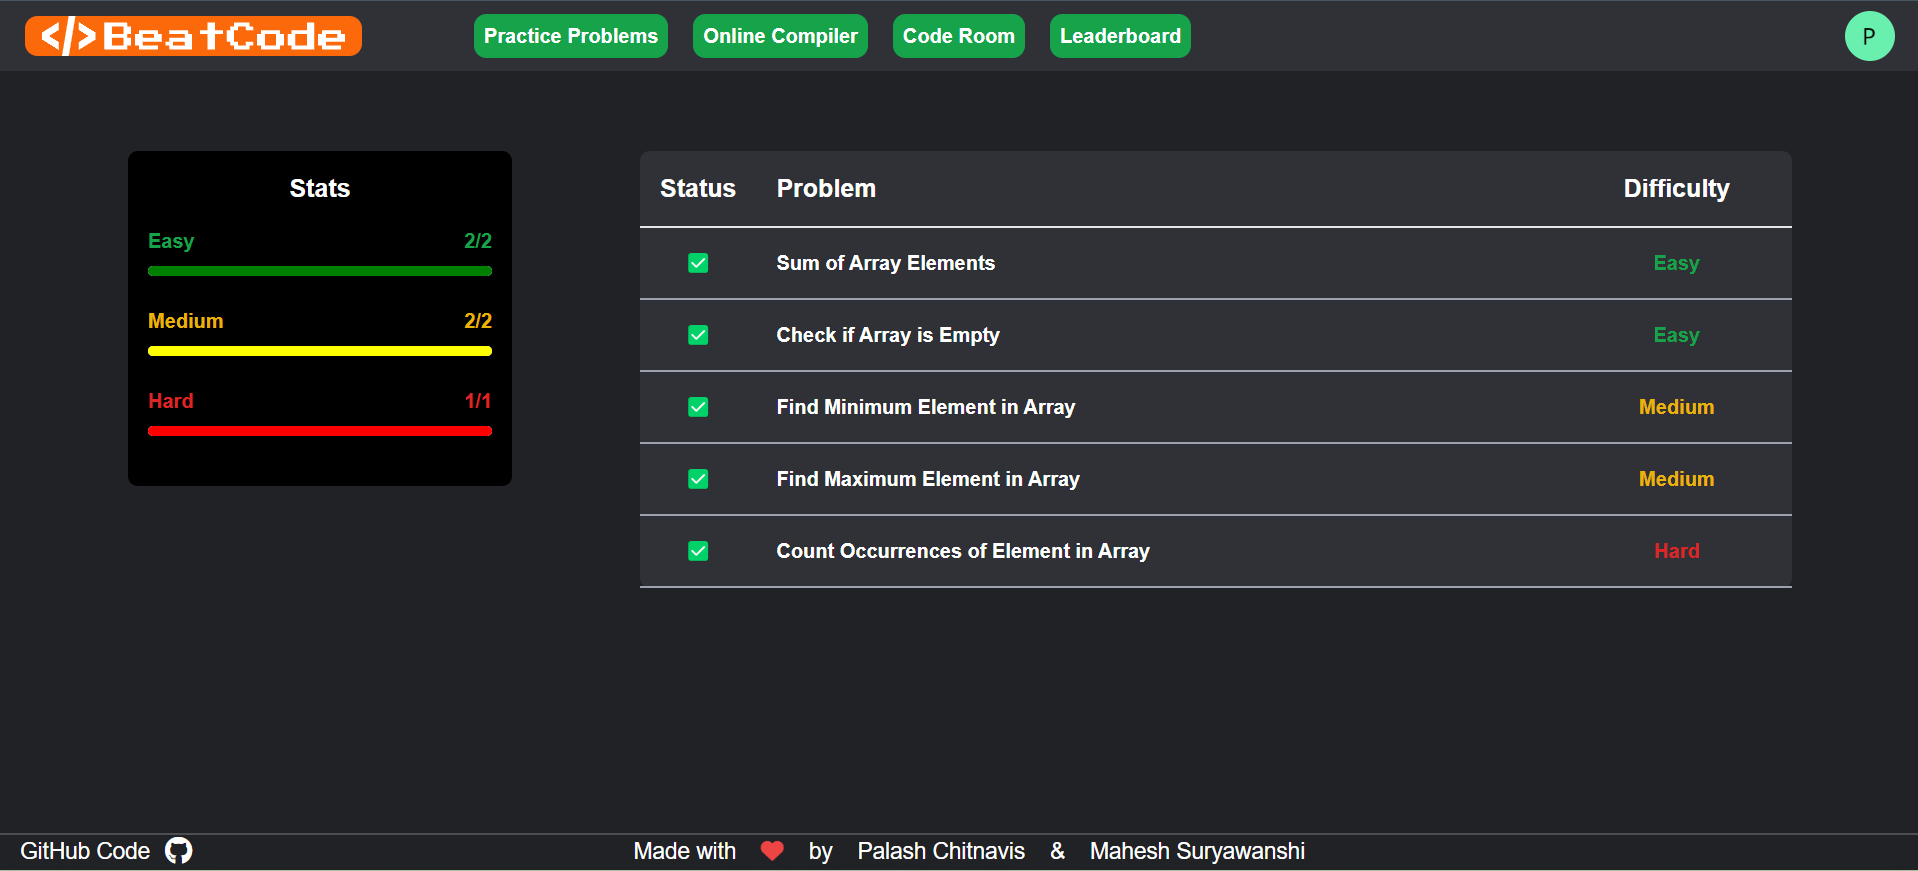 </>BeatCode Practice Problems Online Compiler Code Room Leaderboard P
Stats
Easy 2/2
Medium 2/2
Hard 1/1
Status Problem Difficulty
Sum of Array Elements Easy
Check if Array is Empty Easy
Find Minimum Element in Array Medium
Find Maximum Element in Array Medium
Count Occurrences of Element in Array Hard
GitHub Code Made with ❤ by Palash Chitnavis & Mahesh Suryawanshi